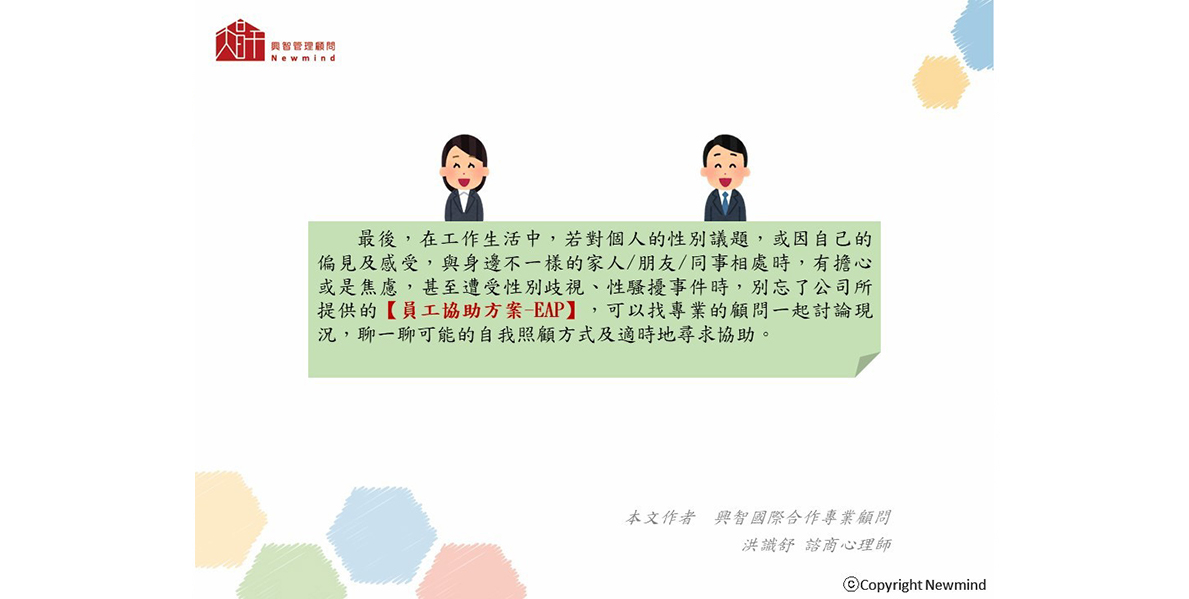 興智管理顧問
Newmind
最後，在工作生活中，若對個人的性別議題，或因自己的
偏見及感受，與身邊不一樣的家人/朋友/同事相處時，有擔心
或是焦慮，甚至遭受性別歧視、性騷擾事件時，別忘了公司所
提供的【員工協助方案-EAP】，可以找專業的顧問一起討論現
況，聊一聊可能的自我照顧方式及適時地尋求協助。
本文作者　興智國際合作專業顧問
洪識舒 諮商心理師
ⓒCopyright Newmind